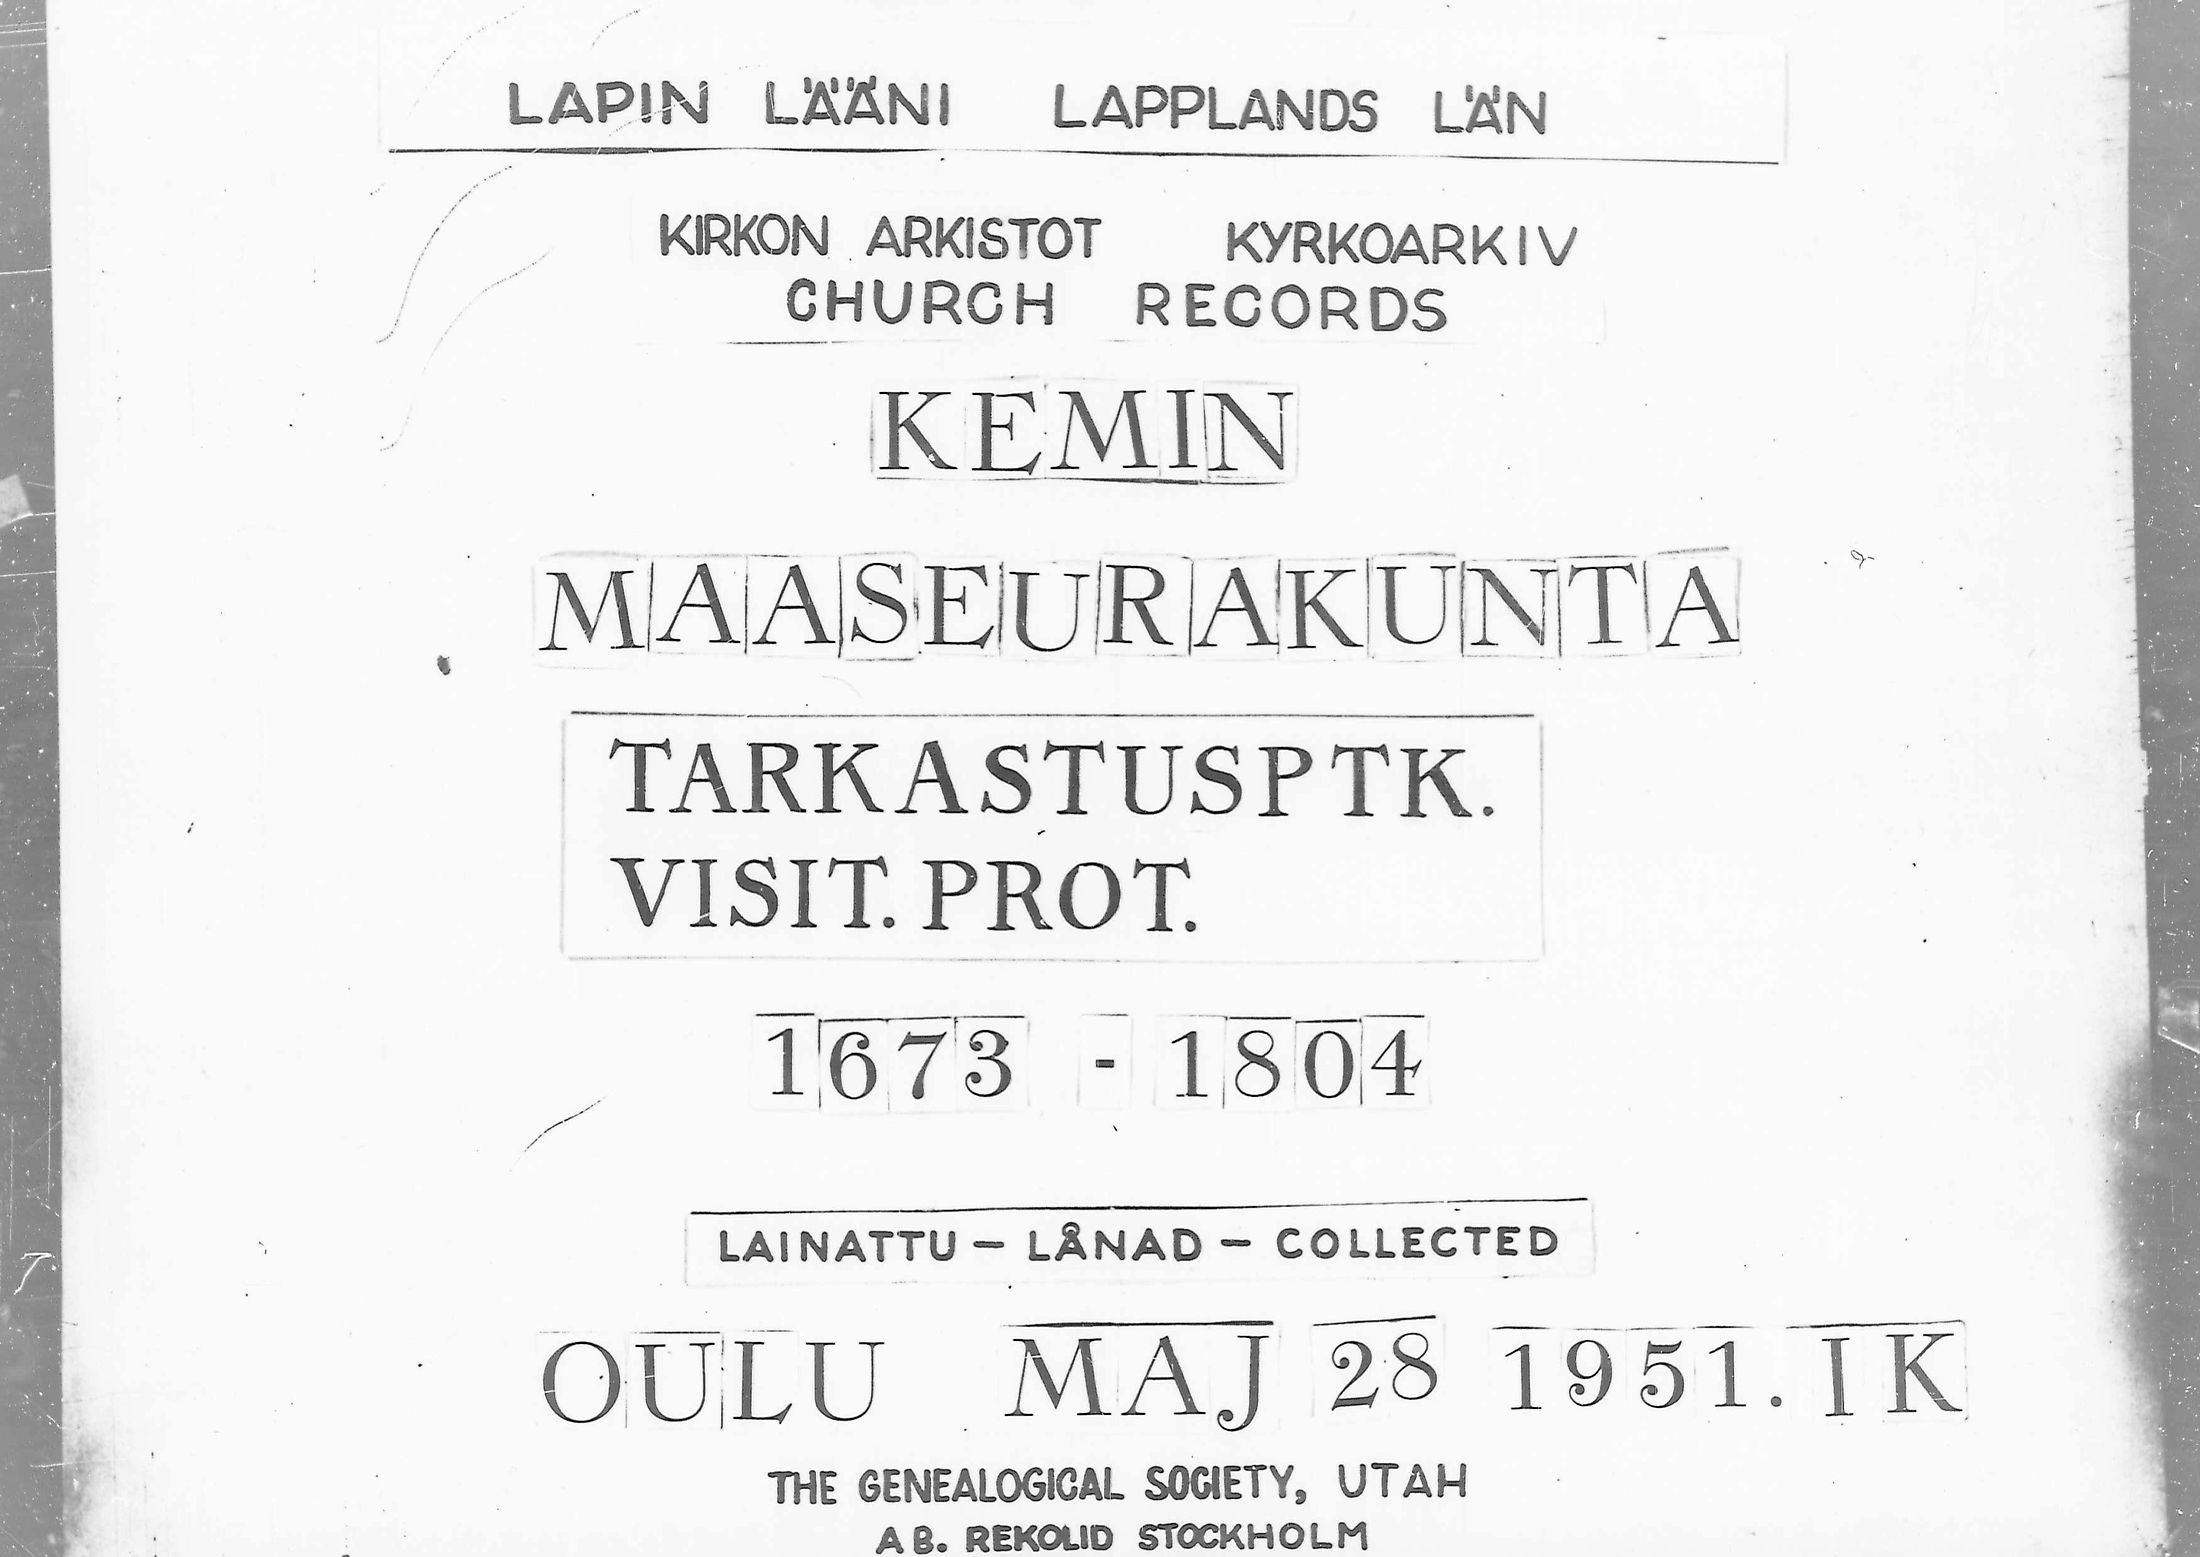 LAPIN LÄÄNI LAPPLANDS LÄN
KIRKON ARKISTOT KYRKOARKIV
CHURCH RECORDS
KEMIN
MAASEURAKUNTA
TARKASTUSPTK.
VISIT. PROT.
1673 - 1804
LAINATTU – LÅNAD – COLLECTED
OULU MAJ 28 1951. IK
THE GENEALOGICAL SOCIETY, UTAH
AB. REKOLID STOCKHOLM